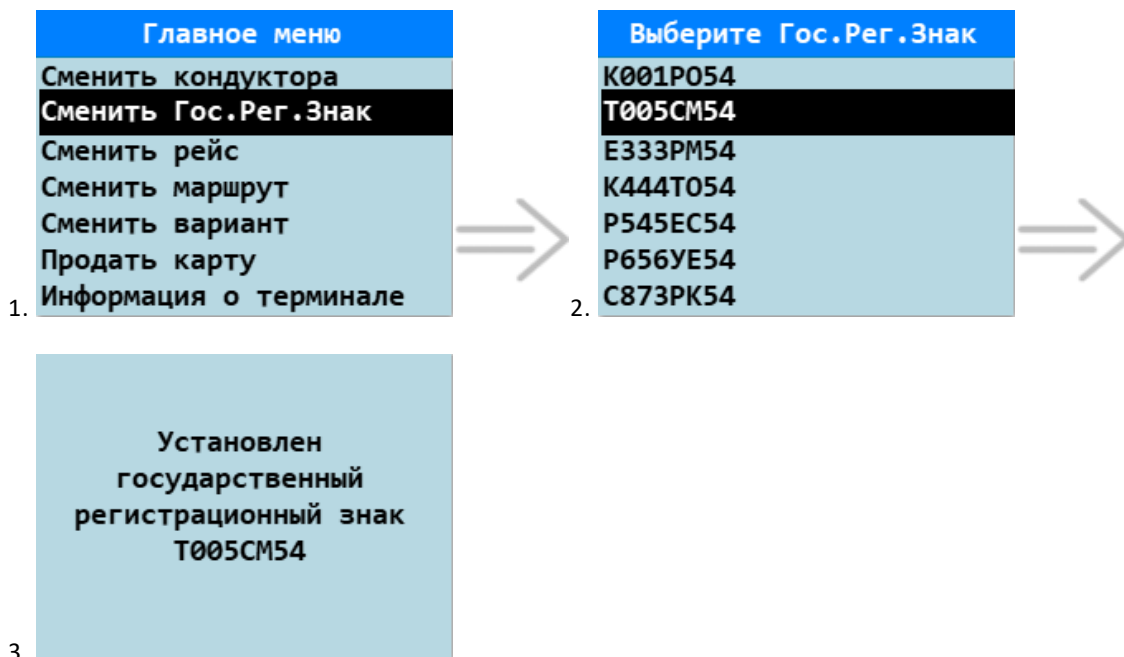 Главное меню
Сменить кондуктора
Сменить Гос.Рег.Знак
Сменить рейс
Сменить маршрут
Сменить вариант
Продать карту
1. Информация о терминале
Выберите Гос.Рег.Знак
К001РО54
Т005СМ54
Е333РМ54
К444ТО54
Р545ЕС54
Р656УЕ54
2. С873РК54
Установлен
государственный
регистрационный знак
Т005СМ54
3.